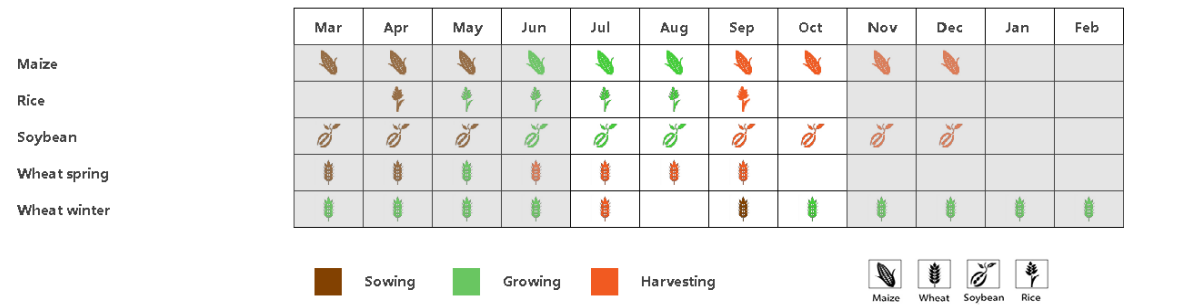 Mar Apr May Jun Jul Aug Sep Oct Nov Dec Jan Feb
Maize
Rice
Soybean
Wheat spring
Wheat winter
Sowing Growing Harvesting
Maize Wheat Soybean Rice